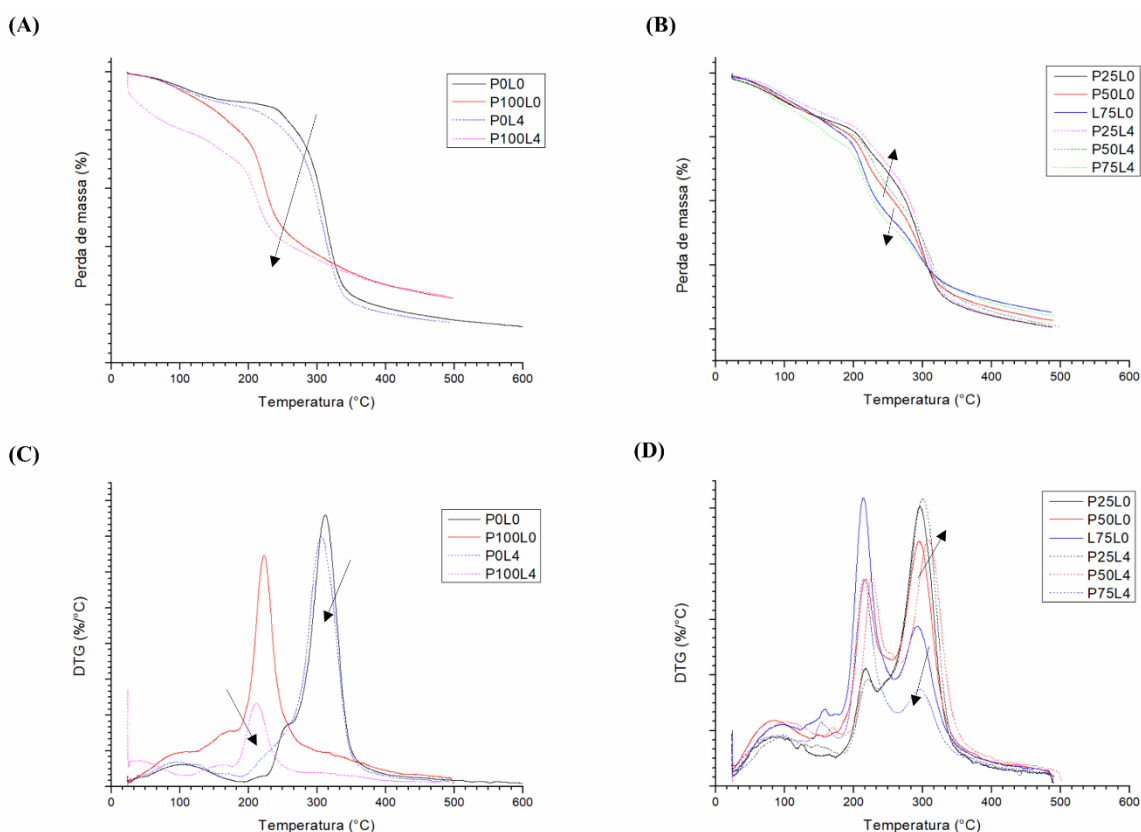 (A)
P0L0
P100L0
P0L4
P100L4
Perda de massa (%)
0 100 200 300 400 500 600
Temperatura (°C)
(B)
P25L0
P50L0
L75L0
P25L4
P50L4
P75L4
Perda de massa (%)
0 100 200 300 400 500 600
Temperatura (°C)
(C)
P0L0
P100L0
P0L4
P100L4
DTG (%/°C)
0 100 200 300 400 500 600
Temperatura (°C)
(D)
P25L0
P50L0
L75L0
P25L4
P50L4
P75L4
DTG (%/°C)
0 100 200 300 400 500 600
Temperatura (°C)